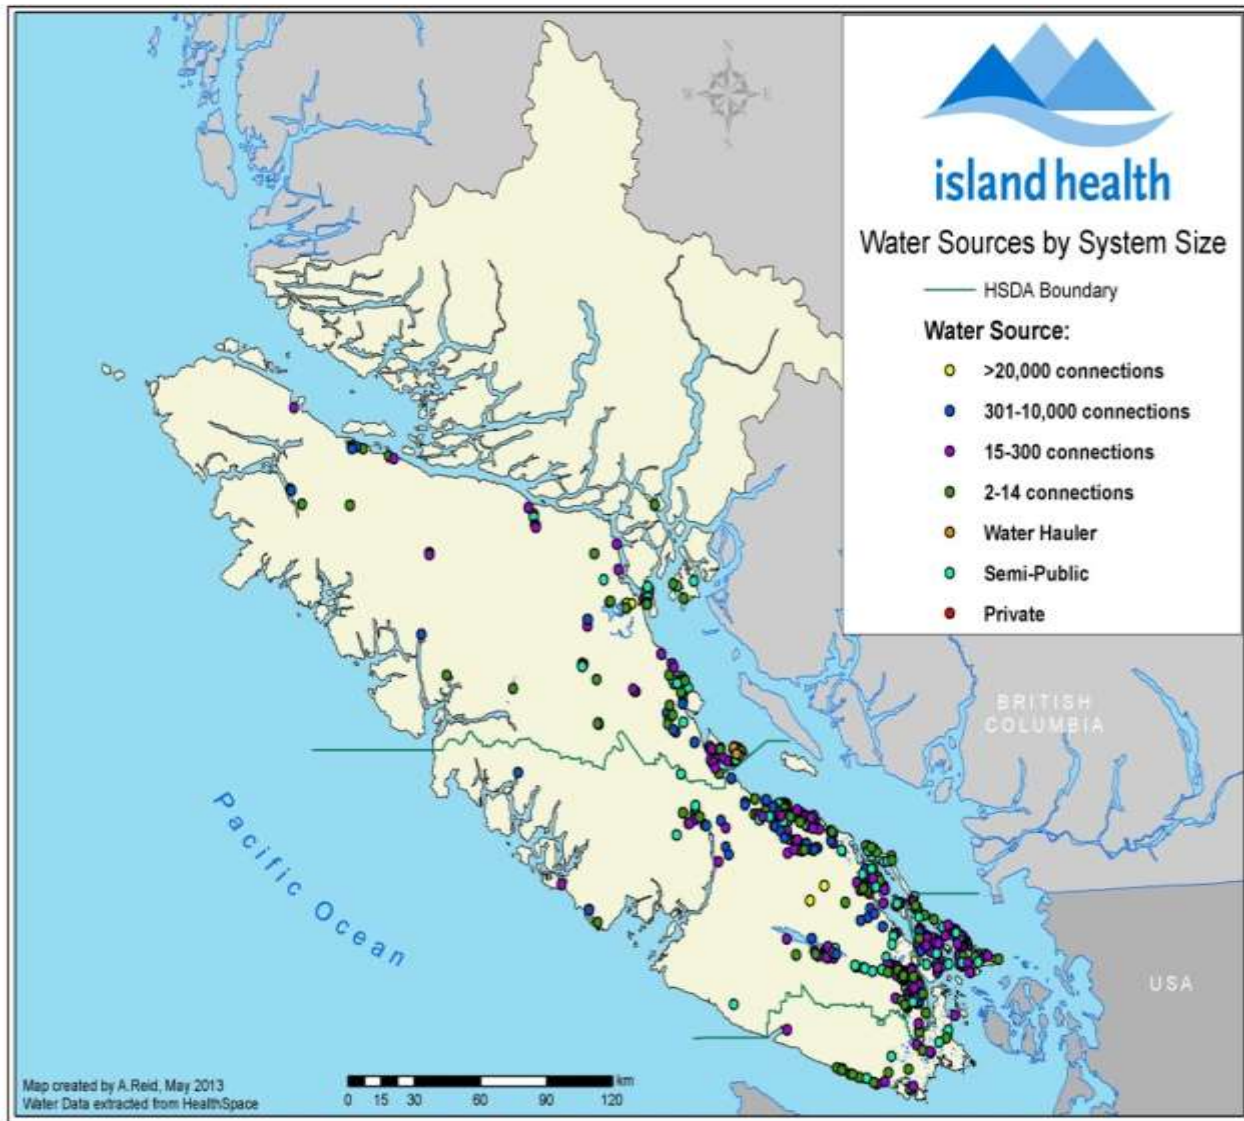 island health
Water Sources by System Size
HSDA Boundary
Water Source:
>20,000 connections
301-10,000 connections
15-300 connections
2-14 connections
Water Hauler
Semi-Public
Private
N
W E
S
BRITISH
COLUMBIA
Pacific Ocean
USA
Map created by A.Reid, May 2013
Water Data extracted from HealthSpace
km
0 15 30 60 90 120